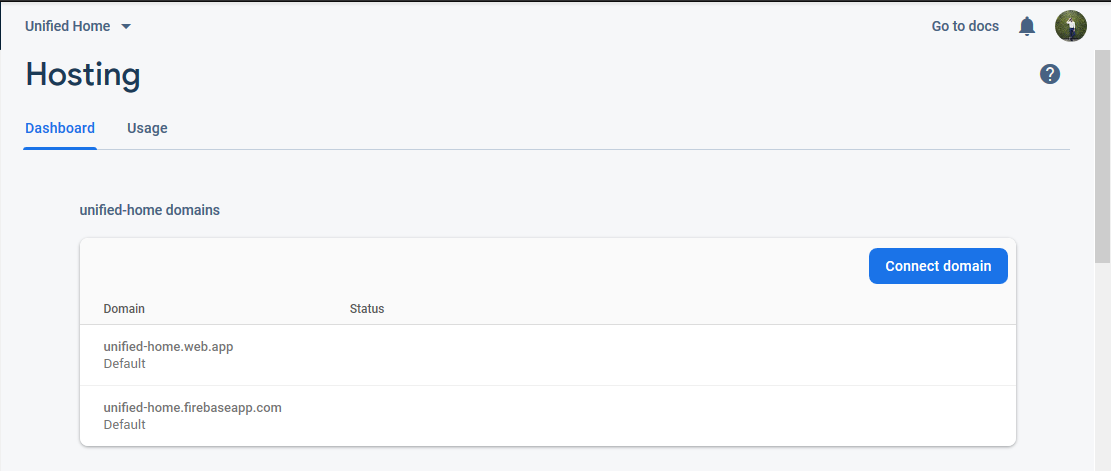 Unified Home
Go to docs
Hosting
Dashboard
Usage
unified-home domains
Connect domain
Domain
Status
unified-home.web.app
Default
unified-home.firebaseapp.com
Default